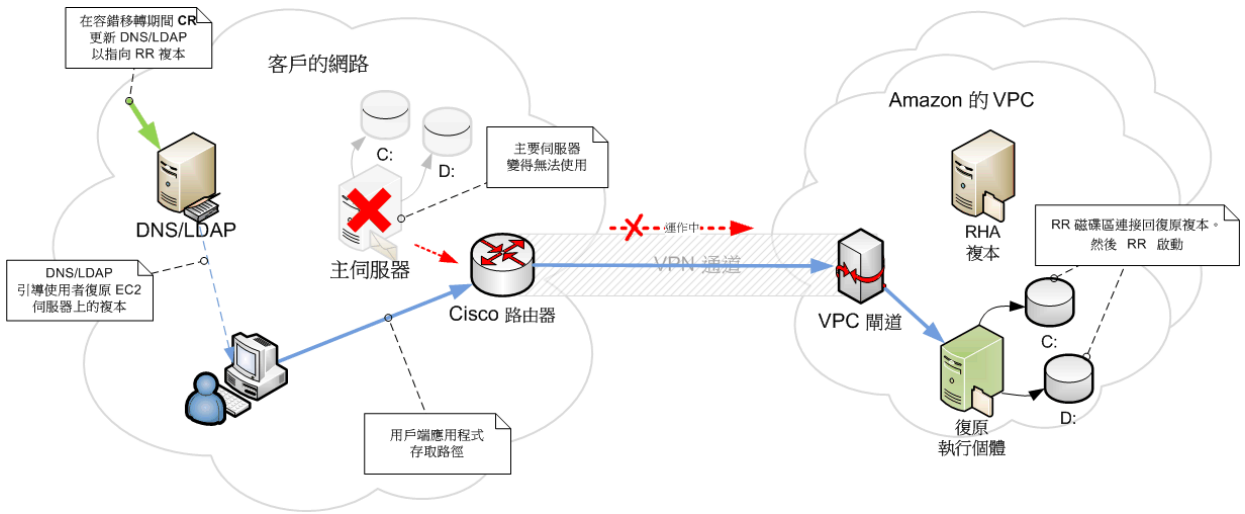 在容錯移轉期間 CR
更新 DNS/LDAP
以指向 RR 複本
客戶的網路
Amazon 的 VPC
C:
D:
主要伺服器
變得無法使用
DNS/LDAP
運作中
RHA
複本
RR 磁碟區連接回復原複本。
然後 RR 啟動
DNS/LDAP
引導使用者復原 EC2
伺服器上的複本
主伺服器
VPN 通道
Cisco 路由器
VPC 閘道
C:
D:
復原
執行個體
用戶端應用程式
存取路徑